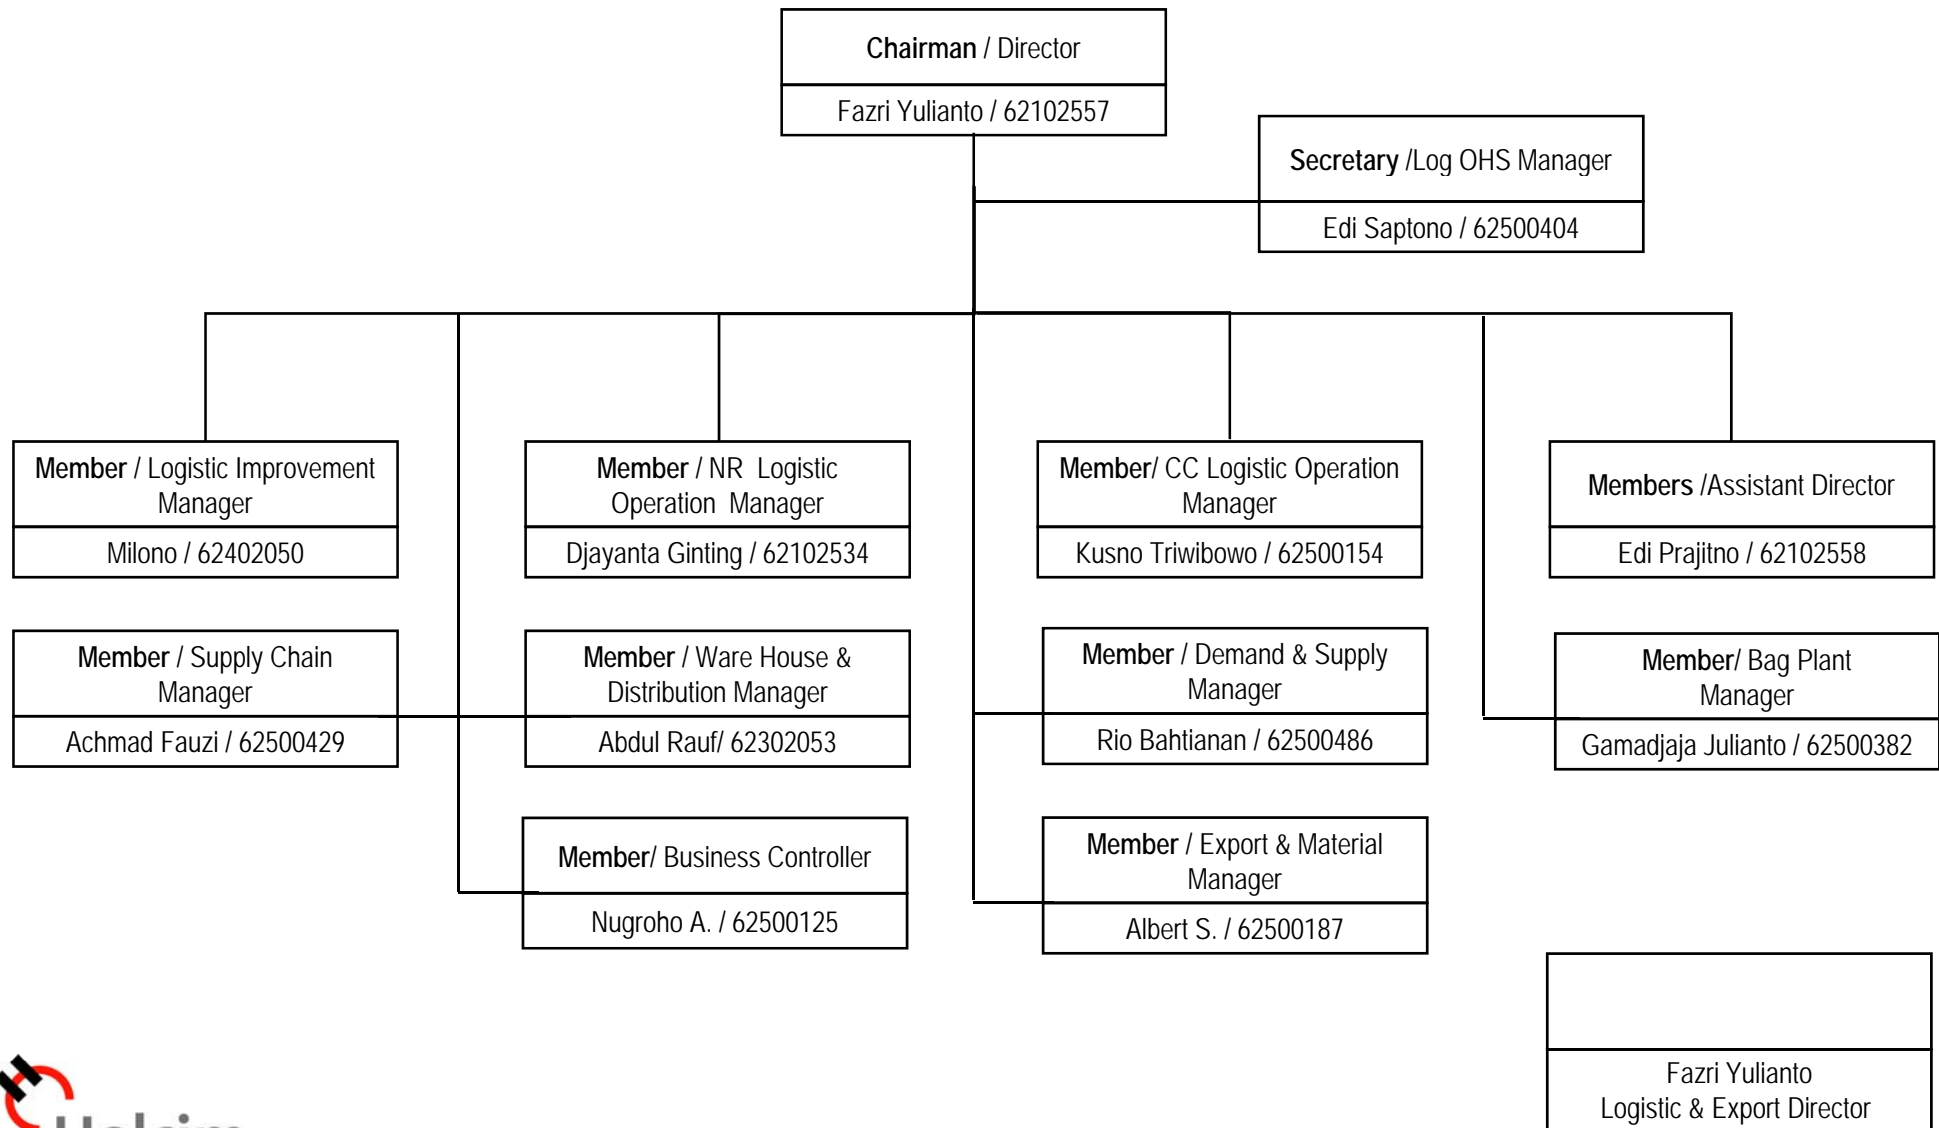 Chairman / Director
Fazri Yulianto / 62102557
Secretary /Log OHS Manager
Edi Saptono / 62500404
Member / Logistic Improvement
Manager
Milono / 62402050
Member / NR Logistic
Operation Manager
Djayanta Ginting / 62102534
Member/ CC Logistic Operation
Manager
Kusno Triwibowo / 62500154
Members /Assistant Director
Edi Prajitno / 62102558
Member / Supply Chain
Manager
Achmad Fauzi / 62500429
Member / Ware House &
Distribution Manager
Abdul Rauf/ 62302053
Member / Demand & Supply
Manager
Rio Bahtianan / 62500486
Member/ Bag Plant
Manager
Gamadjaja Julianto / 62500382
Member/ Business Controller
Nugroho A. / 62500125
Member / Export & Material
Manager
Albert S. / 62500187
Fazri Yulianto
Logistic & Export Director